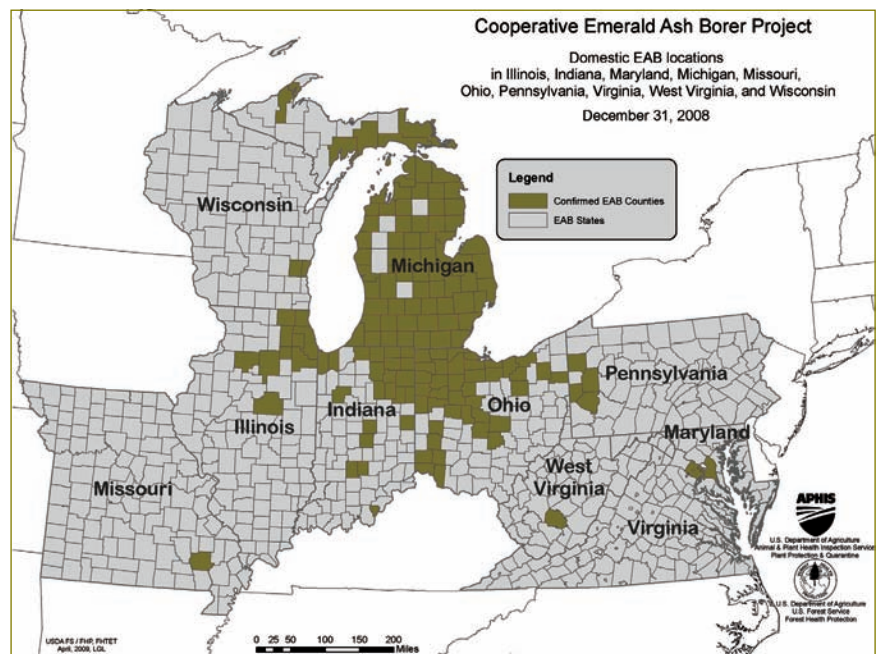 Cooperative Emerald Ash Borer Project
Domestic EAB locations
in Illinois, Indiana, Maryland, Michigan, Missouri,
Ohio, Pennsylvania, Virginia, West Virginia, and Wisconsin
December 31, 2008
Legend
Confirmed EAB Counties
EAB States
Wisconsin
Michigan
Pennsylvania
Indiana
Ohio
Illinois
Maryland
West
Virginia
Missouri
Virginia
APHIS
U.S. Department of Agriculture
Animal & Plant Health Inspection Service
Plant Protection & Quarantine
U.S. Department of Agriculture
U.S. Forest Service
Forest Health Protection
USDA FS / FHP, FHTET
April, 2009, LGL
0 25 50 100 150 200
Miles